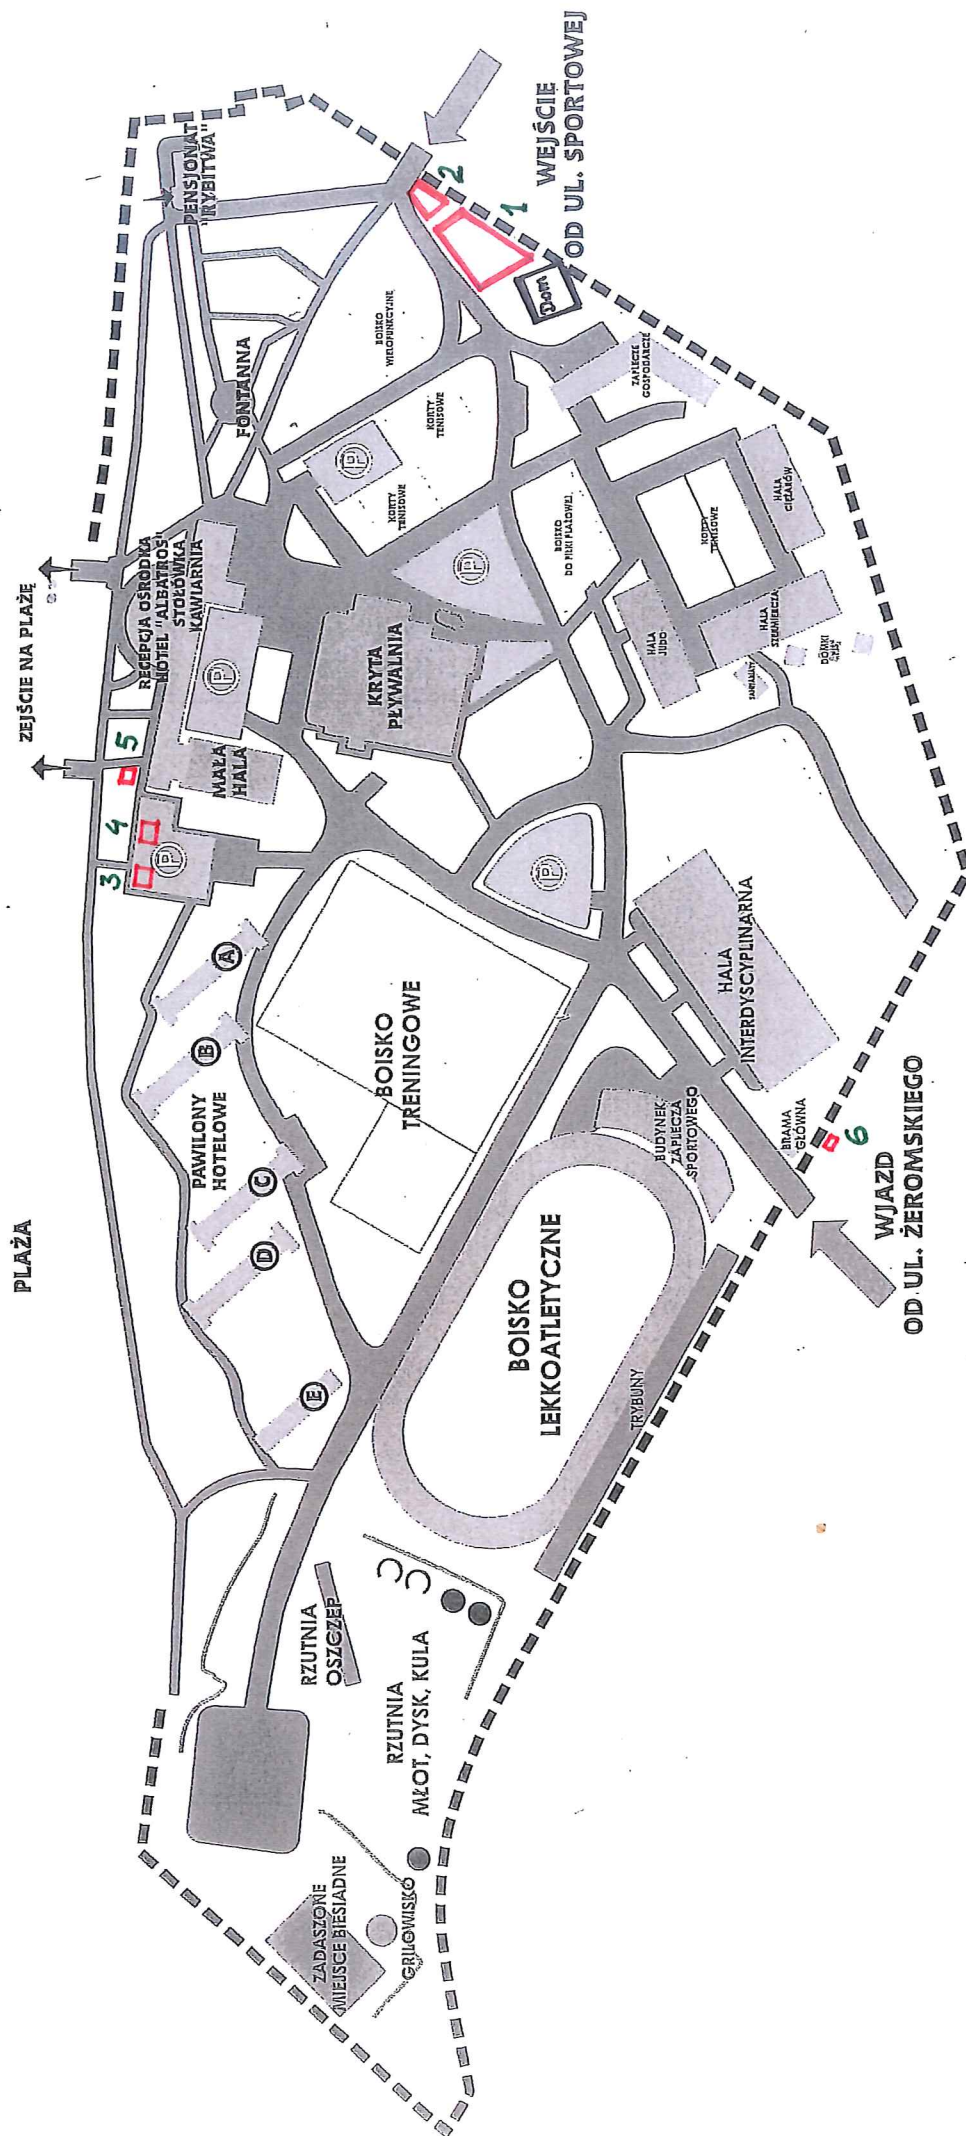 PLAŻA
ZEJŚCIE NA PLAŻĘ
PENSJONAT
"RYBITWA"
FONTANNA
RECEPCJA OŚRODKA
HOTEL "ALBATROS"
STOŁÓWKA
KAWIARNIA
P
MAŁA
HALA
5
4
3
P
A
B
PAWILONY
HOTELOWE
C
D
E
BOISKO
TRENINGOWE
KRYTA
PŁYWALNIA
P
P
P
BOISKO
WIELOFUNKCYJNE
KORTY
TENISOWE
KORTY
TENISOWE
BOISKO
DO PIŁKI PLAŻOWEJ
2
1
WEJŚCIE
OD UL. SPORTOWEJ
Dom
ZAPLECZE
GOSPODARCZE
KORTY
TENISOWE
HALA
CIĘŻARÓW
HALA
SZERMIERCZA
HALA
JUDO
SANITARIATY
DOMKI
HALA
INTERDYSCYPLINARNA
BRAMA
GŁÓWNA
6
WJAZD
OD UL. ŻEROMSKIEGO
BUDYNEK
ZAPLECZA
SPORTOWEGO
BOISKO
LEKKOATLETYCZNE
TRYBUNY
RZUTNIA
OSZCZEP
RZUTNIA
MŁOT, DYSK, KULA
ZADASZONE
MIEJSCE BIESIADNE
GRILOWISKO